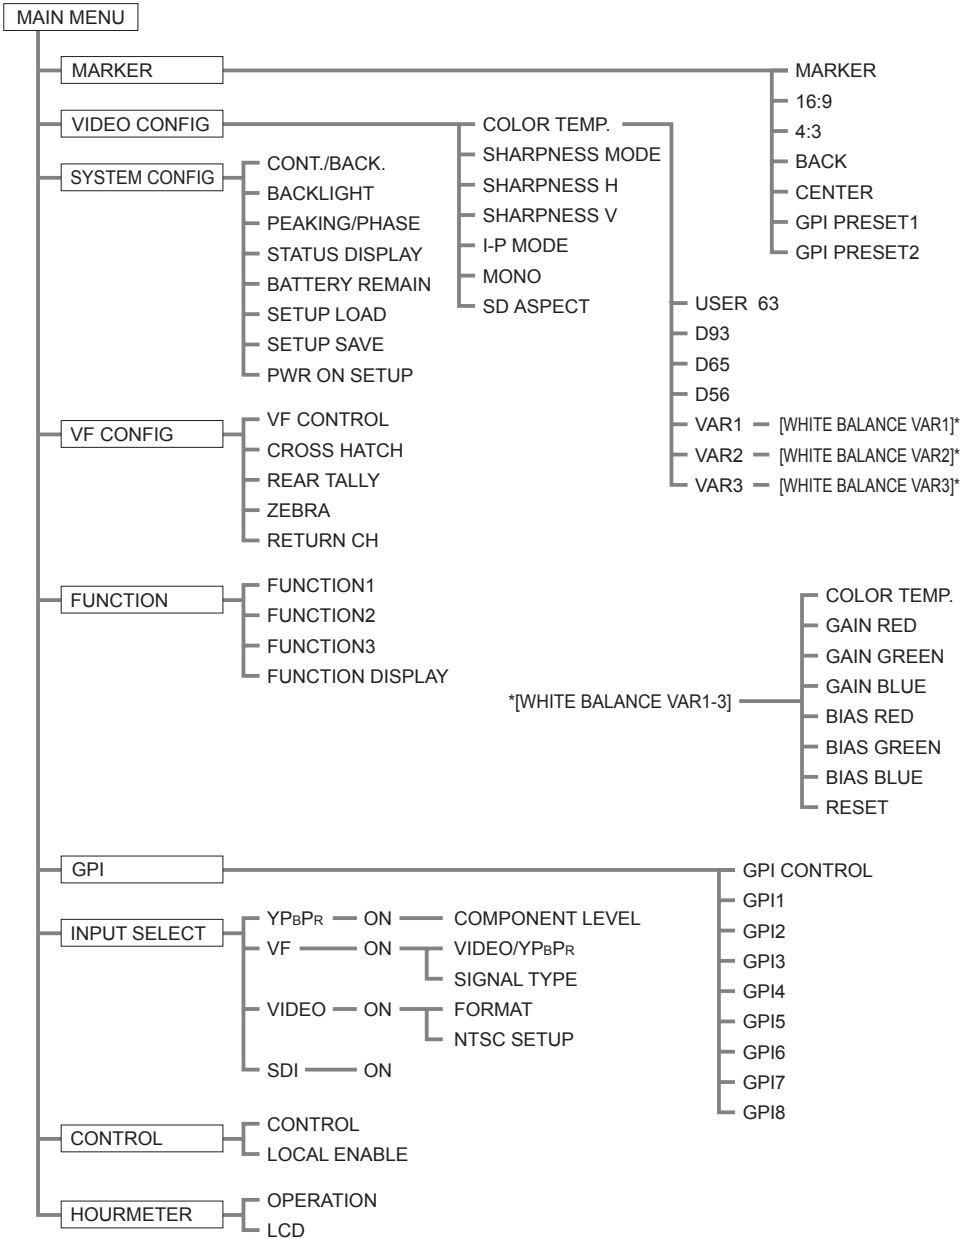 MAIN MENU
MARKER
MARKER
16:9
4:3
BACK
CENTER
GPI PRESET1
GPI PRESET2
VIDEO CONFIG
COLOR TEMP.
SHARPNESS MODE
SHARPNESS H
SHARPNESS V
I-P MODE
MONO
SD ASPECT
USER 63
D93
D65
D56
VAR1
[WHITE BALANCE VAR1]*
VAR2
[WHITE BALANCE VAR2]*
VAR3
[WHITE BALANCE VAR3]*
SYSTEM CONFIG
CONT./BACK.
BACKLIGHT
PEAKING/PHASE
STATUS DISPLAY
BATTERY REMAIN
SETUP LOAD
SETUP SAVE
PWR ON SETUP
VF CONFIG
VF CONTROL
CROSS HATCH
REAR TALLY
ZEBRA
RETURN CH
FUNCTION
FUNCTION1
FUNCTION2
FUNCTION3
FUNCTION DISPLAY
*[WHITE BALANCE VAR1-3]
COLOR TEMP.
GAIN RED
GAIN GREEN
GAIN BLUE
BIAS RED
BIAS GREEN
BIAS BLUE
RESET
GPI
GPI CONTROL
GPI1
GPI2
GPI3
GPI4
GPI5
GPI6
GPI7
GPI8
INPUT SELECT
YPBPR
ON
COMPONENT LEVEL
VF
ON
VIDEO/YPBPR
SIGNAL TYPE
VIDEO
ON
FORMAT
NTSC SETUP
SDI
ON
CONTROL
CONTROL
LOCAL ENABLE
HOURMETER
OPERATION
LCD